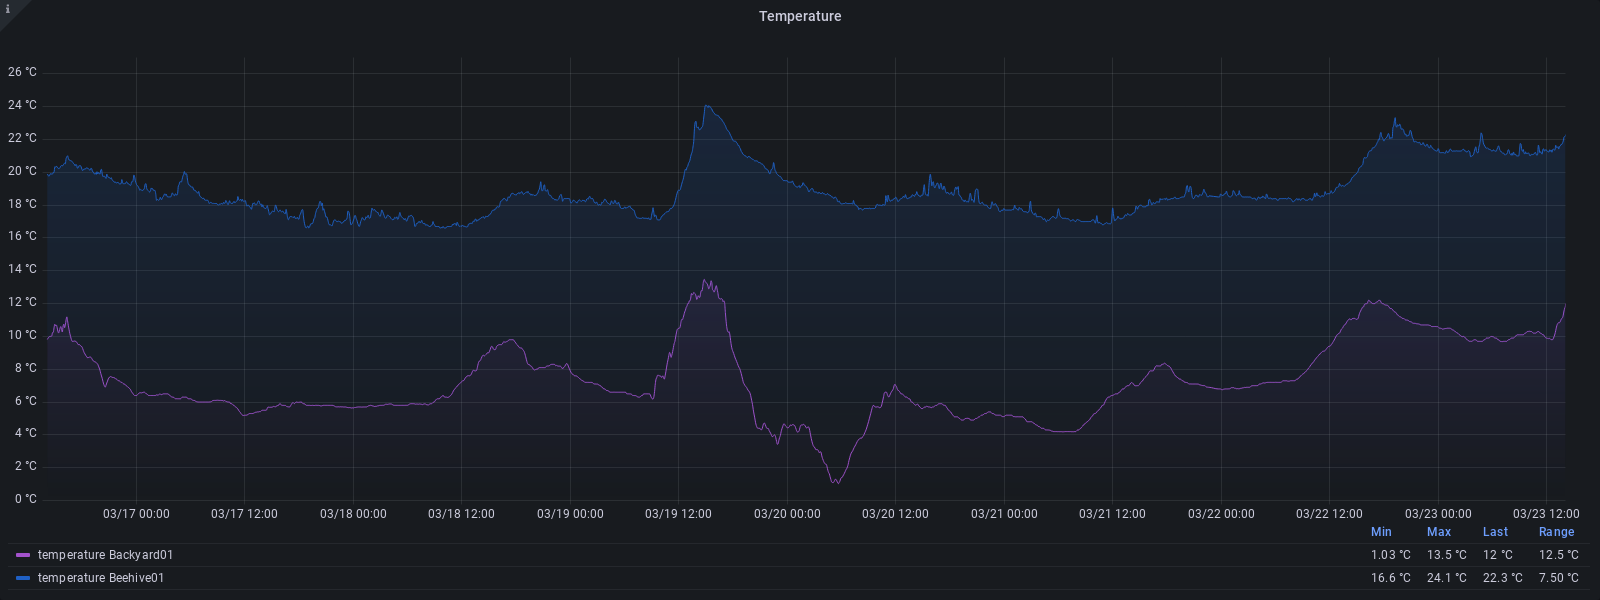 i
Temperature
26 °C
24 °C
22 °C
20 °C
18 °C
16 °C
14 °C
12 °C
10 °C
8 °C
6 °C
4 °C
2 °C
0 °C
03/17 00:00 03/17 12:00 03/18 00:00 03/18 12:00 03/19 00:00 03/19 12:00 03/20 00:00 03/20 12:00 03/21 00:00 03/21 12:00 03/22 00:00 03/22 12:00 03/23 00:00 03/23 12:00
Min Max Last Range
temperature Backyard01 1.03 °C 13.5 °C 12 °C 12.5 °C
temperature Beehive01 16.6 °C 24.1 °C 22.3 °C 7.50 °C